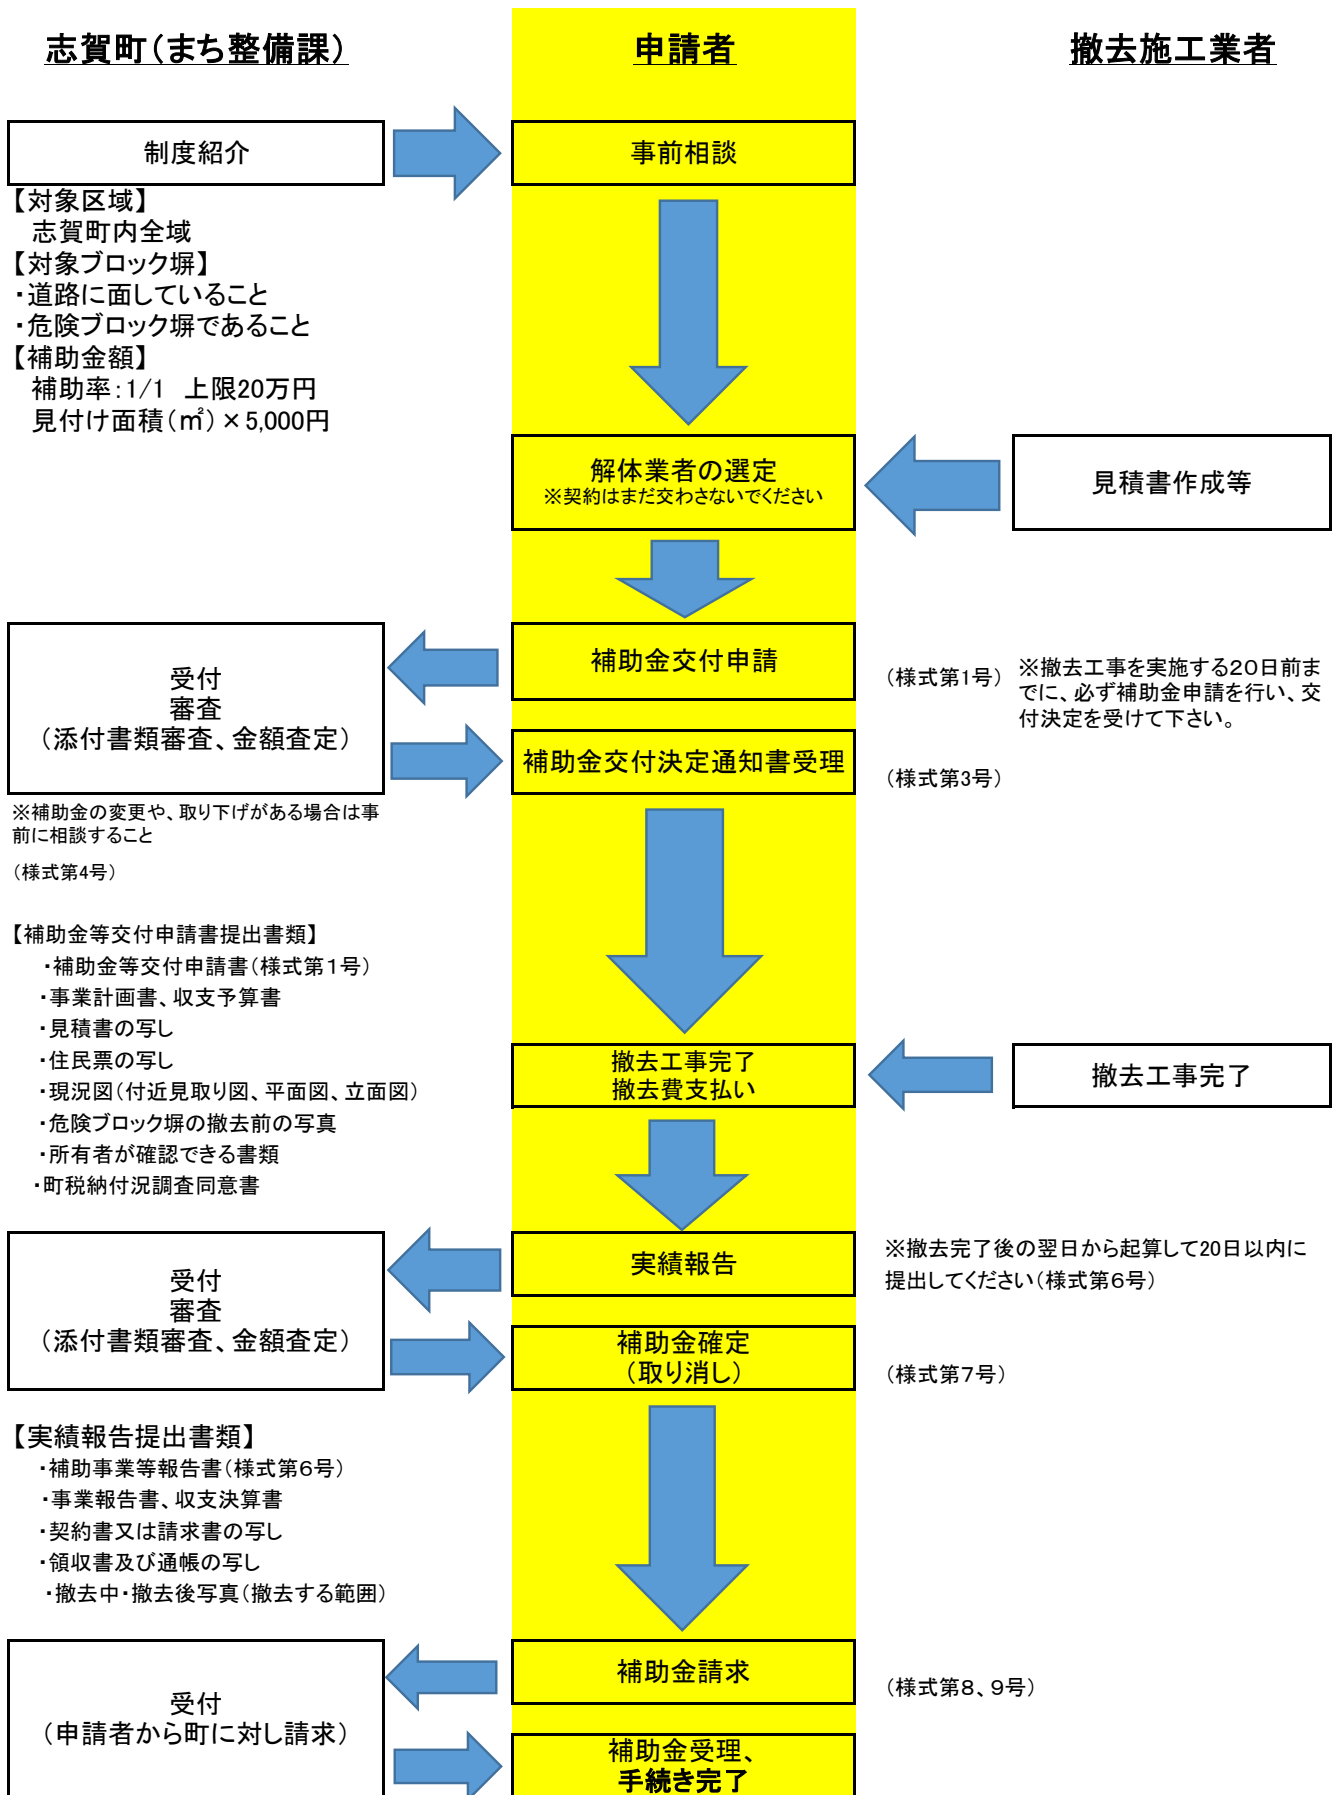 志賀町（まち整備課）
申請者
撤去施工業者
制度紹介
事前相談
【対象区域】
志賀町内全域
【対象ブロック塀】
・道路に面していること
・危険ブロック塀であること
【補助金額】
補助率：1/1　上限20万円
見付け面積（㎡）×5,000円
解体業者の選定
※契約はまだ交わさないでください
見積書作成等
補助金交付申請
（様式第1号）
※撤去工事を実施する２０日前ま
でに、必ず補助金申請を行い、交
付決定を受けて下さい。
受付
審査
（添付書類審査、金額査定）
補助金交付決定通知書受理
（様式第3号）
※補助金の変更や、取り下げがある場合は事
前に相談すること
（様式第4号）
【補助金等交付申請書提出書類】
・補助金等交付申請書（様式第１号）
・事業計画書、収支予算書
・見積書の写し
・住民票の写し
・現況図（付近見取り図、平面図、立面図）
・危険ブロック塀の撤去前の写真
・所有者が確認できる書類
・町税納付況調査同意書
撤去工事完了
撤去費支払い
撤去工事完了
実績報告
※撤去完了後の翌日から起算して20日以内に
提出してください（様式第６号）
受付
審査
（添付書類審査、金額査定）
補助金確定
（取り消し）
（様式第７号）
【実績報告提出書類】
・補助事業等報告書（様式第６号）
・事業報告書、収支決算書
・契約書又は請求書の写し
・領収書及び通帳の写し
・撤去中・撤去後写真（撤去する範囲）
補助金請求
（様式第８、９号）
受付
（申請者から町に対し請求）
補助金受理、
手続き完了